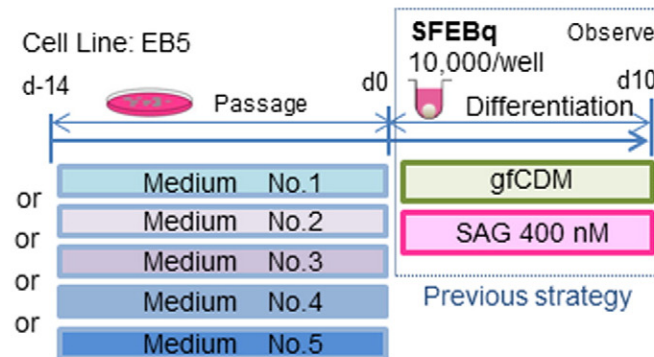 Cell Line: EB5
SFEBq Observe
10,000/well
d-14 Passage d0 Differentiation d10
Medium No.1
or
Medium No.2
or
Medium No.3
or
Medium No.4
or
Medium No.5
gfCDM
SAG 400 nM
Previous strategy